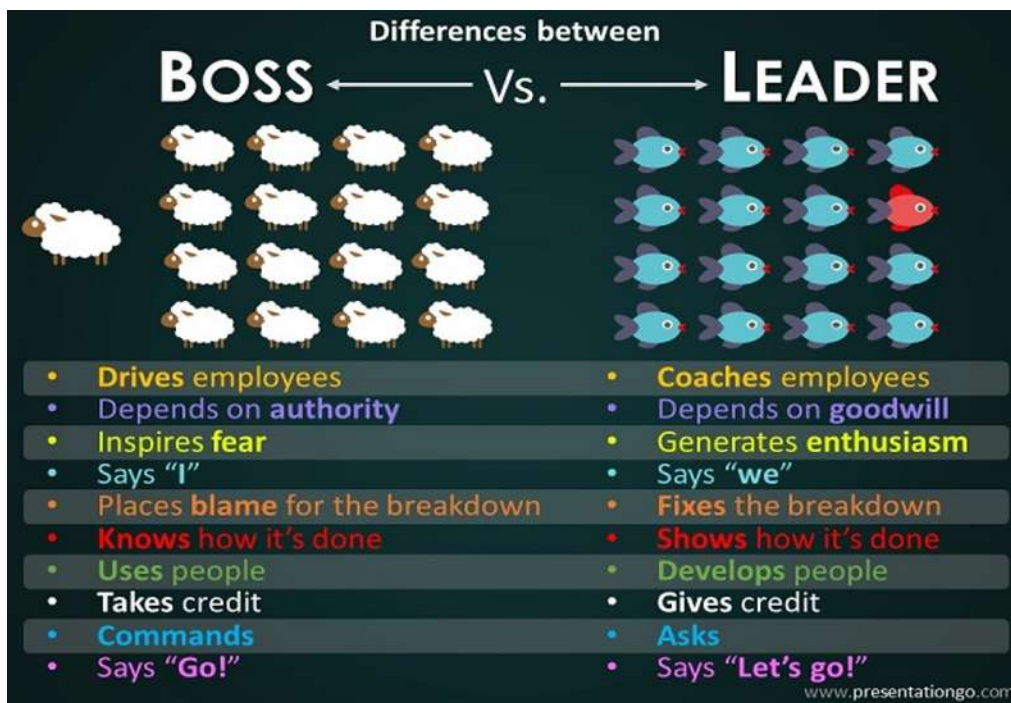 Differences between
BOSS Vs. LEADER
• Drives employees
• Depends on authority
• Inspires fear
• Says “I”
• Places blame for the breakdown
• Knows how it’s done
• Uses people
• Takes credit
• Commands
• Says “Go!”
• Coaches employees
• Depends on goodwill
• Generates enthusiasm
• Says “we”
• Fixes the breakdown
• Shows how it’s done
• Develops people
• Gives credit
• Asks
• Says “Let’s go!”
www.presentationgo.com